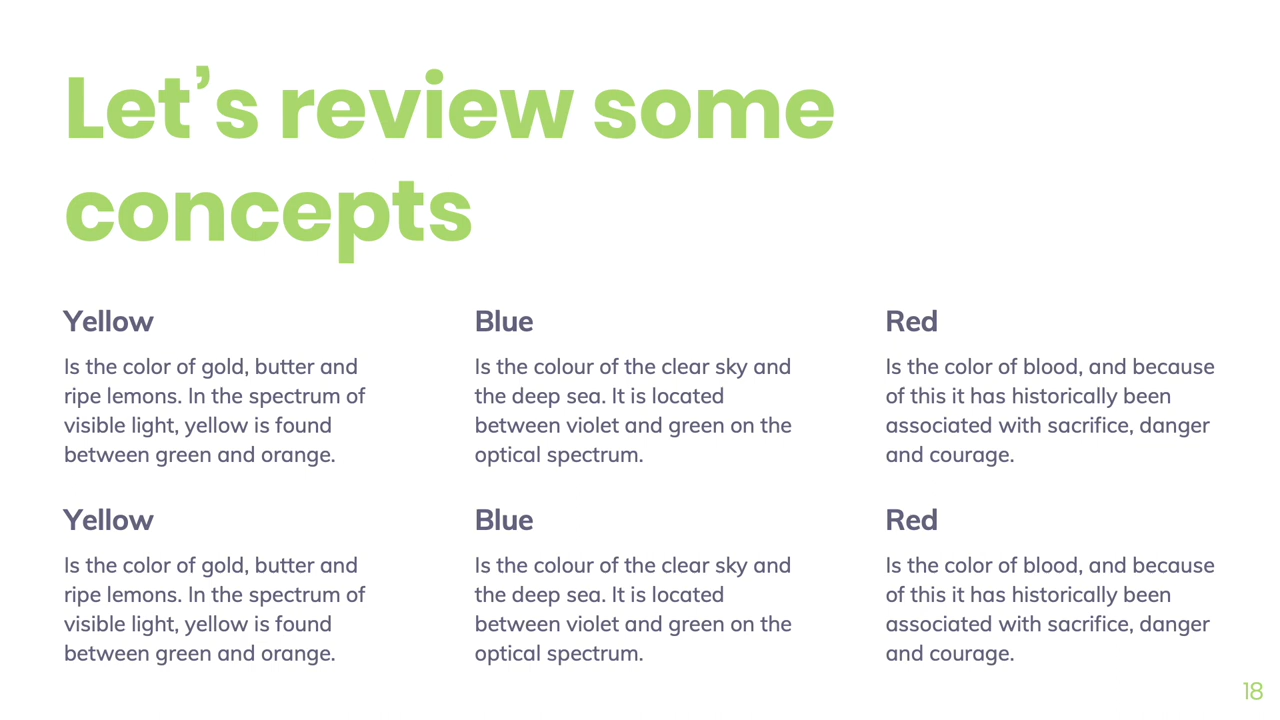 Let’s review some
concepts
Yellow
Is the color of gold, butter and
ripe lemons. In the spectrum of
visible light, yellow is found
between green and orange.
Blue
Is the colour of the clear sky and
the deep sea. It is located
between violet and green on the
optical spectrum.
Red
Is the color of blood, and because
of this it has historically been
associated with sacrifice, danger
and courage.
Yellow
Is the color of gold, butter and
ripe lemons. In the spectrum of
visible light, yellow is found
between green and orange.
Blue
Is the colour of the clear sky and
the deep sea. It is located
between violet and green on the
optical spectrum.
Red
Is the color of blood, and because
of this it has historically been
associated with sacrifice, danger
and courage.
18